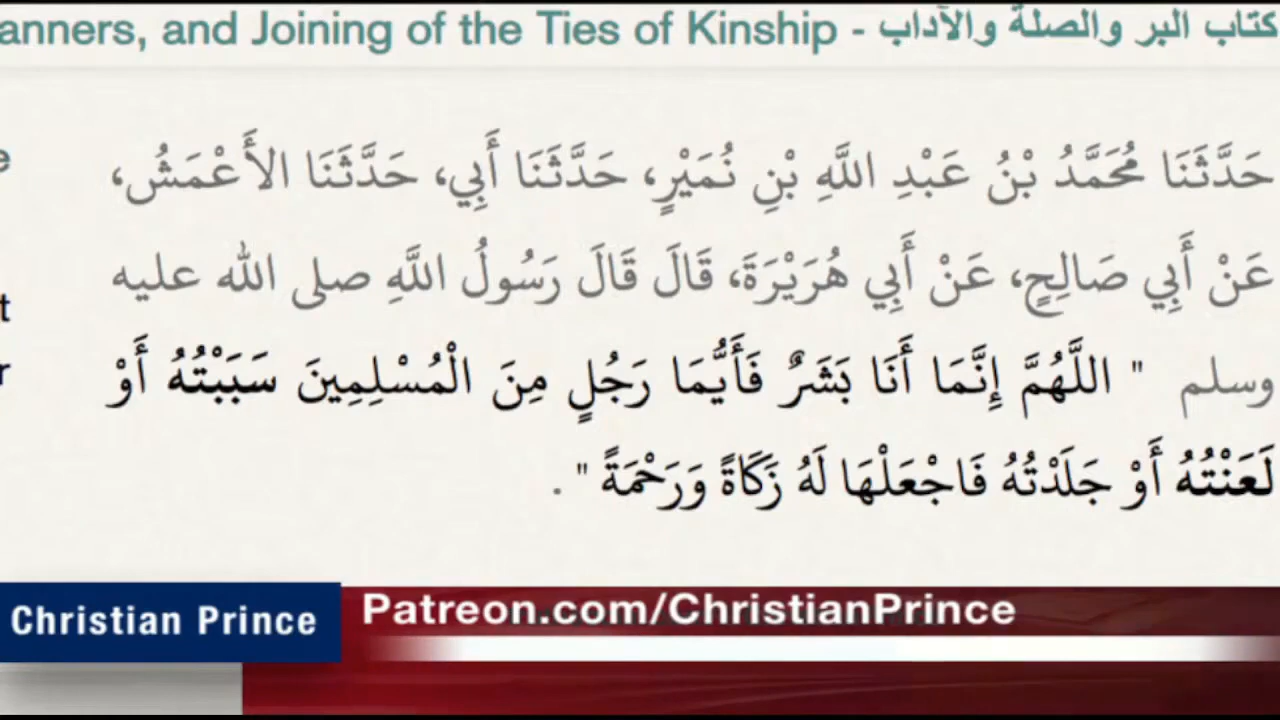 anners, and Joining of the Ties of Kinship - كتاب البر والصلة والآداب
حَدَّثَنَا مُحَمَّدُ بْنُ عَبْدِ اللَّهِ بْنِ نُمَيْرٍ، حَدَّثَنَا أَبِي، حَدَّثَنَا الأَعْمَشُ،
عَنْ أَبِي صَالِحٍ، عَنْ أَبِي هُرَيْرَةَ، قَالَ قَالَ رَسُولُ اللَّهِ صلى الله عليه
وسلم " اللَّهُمَّ إِنَّمَا أَنَا بَشَرٌ فَأَيُّمَا رَجُلٍ مِنَ الْمُسْلِمِينَ سَبَبْتُهُ أَوْ
لَعَنْتُهُ أَوْ جَلَدْتُهُ فَاجْعَلْهَا لَهُ زَكَاةً وَرَحْمَةً " .
e
t
r
Christian Prince
Patreon.com/ChristianPrince